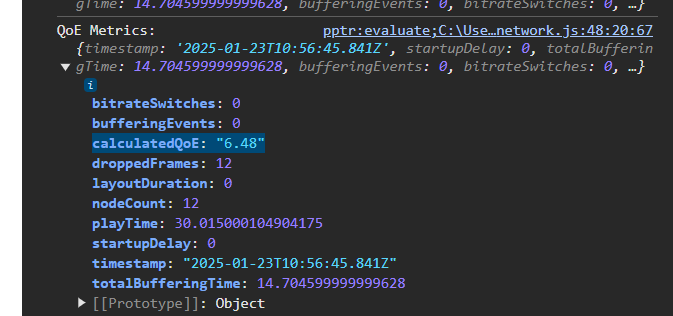 gTime: 14.704599999999628, bufferingEvents: 0, bitrateSwitches: 0, …}
QoE Metrics: pptr:evaluate;C:\Use…network.js:48:20:67
{timestamp: '2025-01-23T10:56:45.841Z', startupDelay: 0, totalBufferin
gTime: 14.704599999999628, bufferingEvents: 0, bitrateSwitches: 0, …}
i
bitrateSwitches: 0
bufferingEvents: 0
calculatedQoE: "6.48"
droppedFrames: 12
layoutDuration: 0
nodeCount: 12
playTime: 30.015000104904175
startupDelay: 0
timestamp: "2025-01-23T10:56:45.841Z"
totalBufferingTime: 14.704599999999628
[[Prototype]]: Object